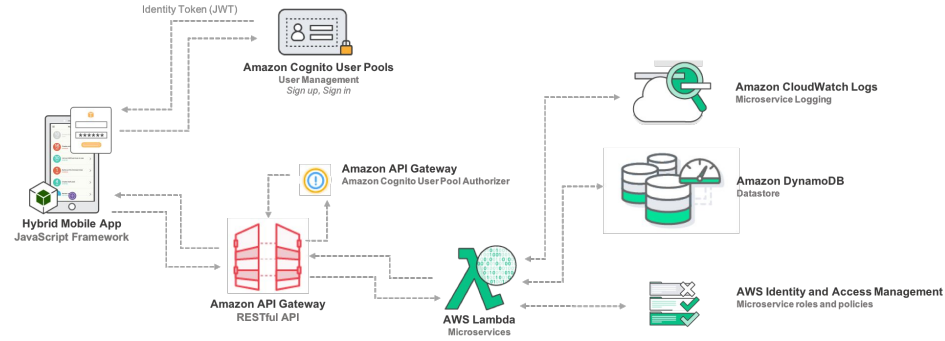 Identity Token (JWT)
Amazon Cognito User Pools
User Management
Sign up, Sign in
Amazon CloudWatch Logs
Microservice Logging
******
Amazon API Gateway
Amazon Cognito User Pool Authorizer
Amazon DynamoDB
Datastore
Hybrid Mobile App
JavaScript Framework
Amazon API Gateway
RESTful API
AWS Lambda
Microservices
AWS Identity and Access Management
Microservice roles and policies